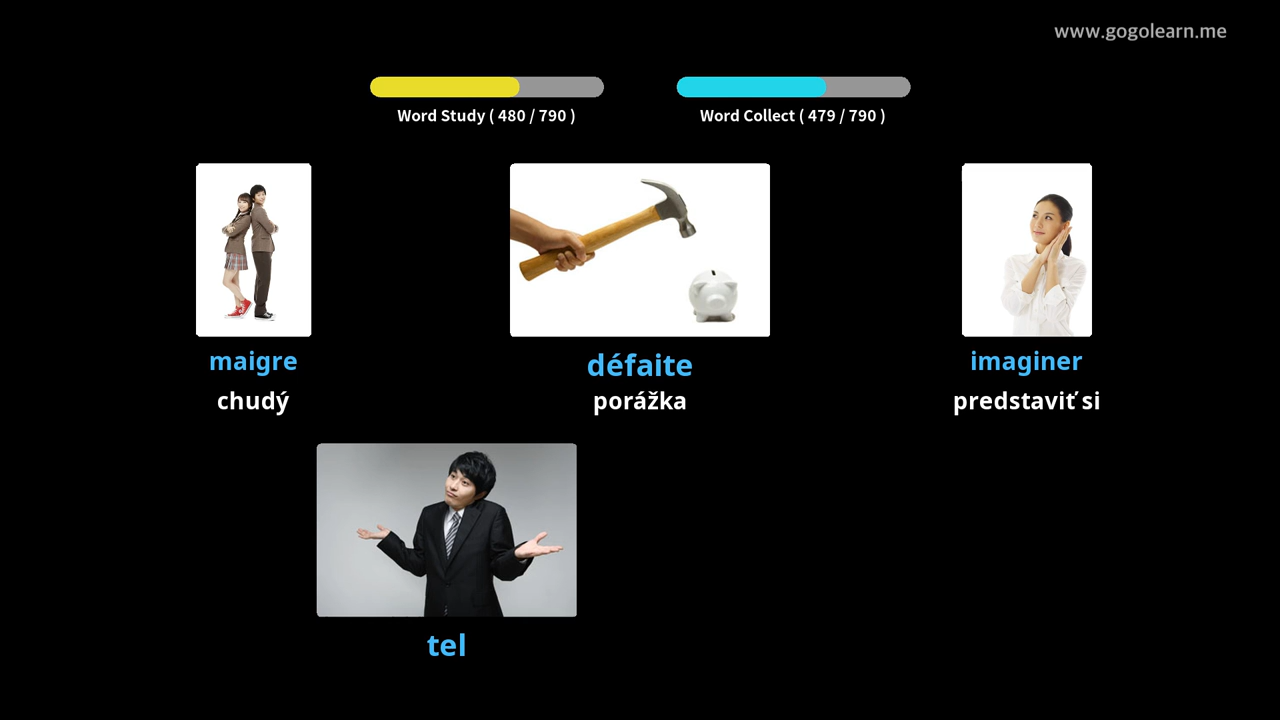 www.gogolearn.me
Word Study ( 480 / 790 )
Word Collect ( 479 / 790 )
maigre
chudý
défaite
porážka
imaginer
predstaviť si
tel